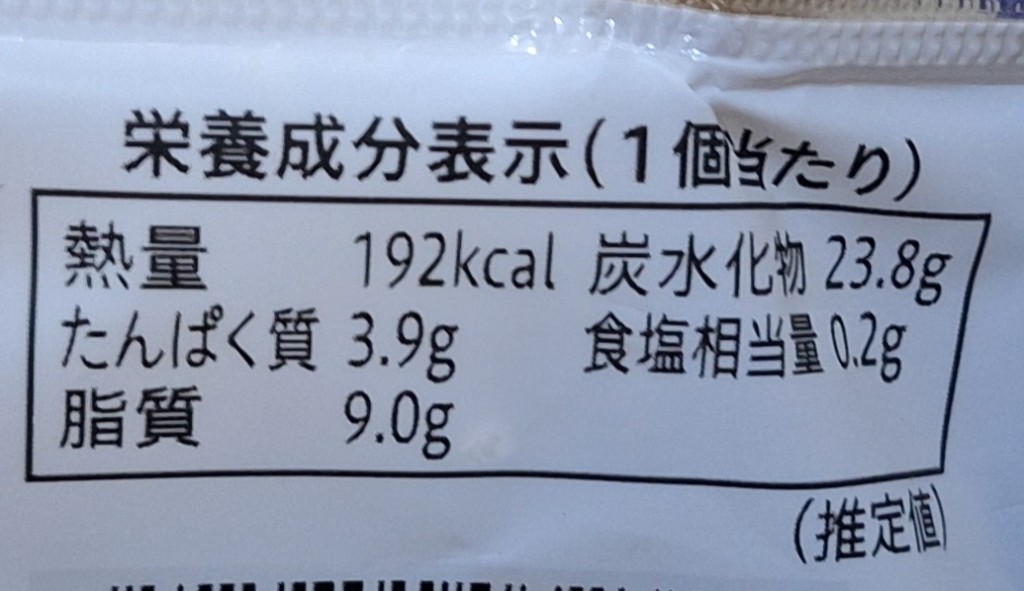 栄養成分表示(1個当たり)
熱量 192kcal 炭水化物 23.8g
たんぱく質 3.9g 食塩相当量 0.2g
脂質 9.0g
(推定値)